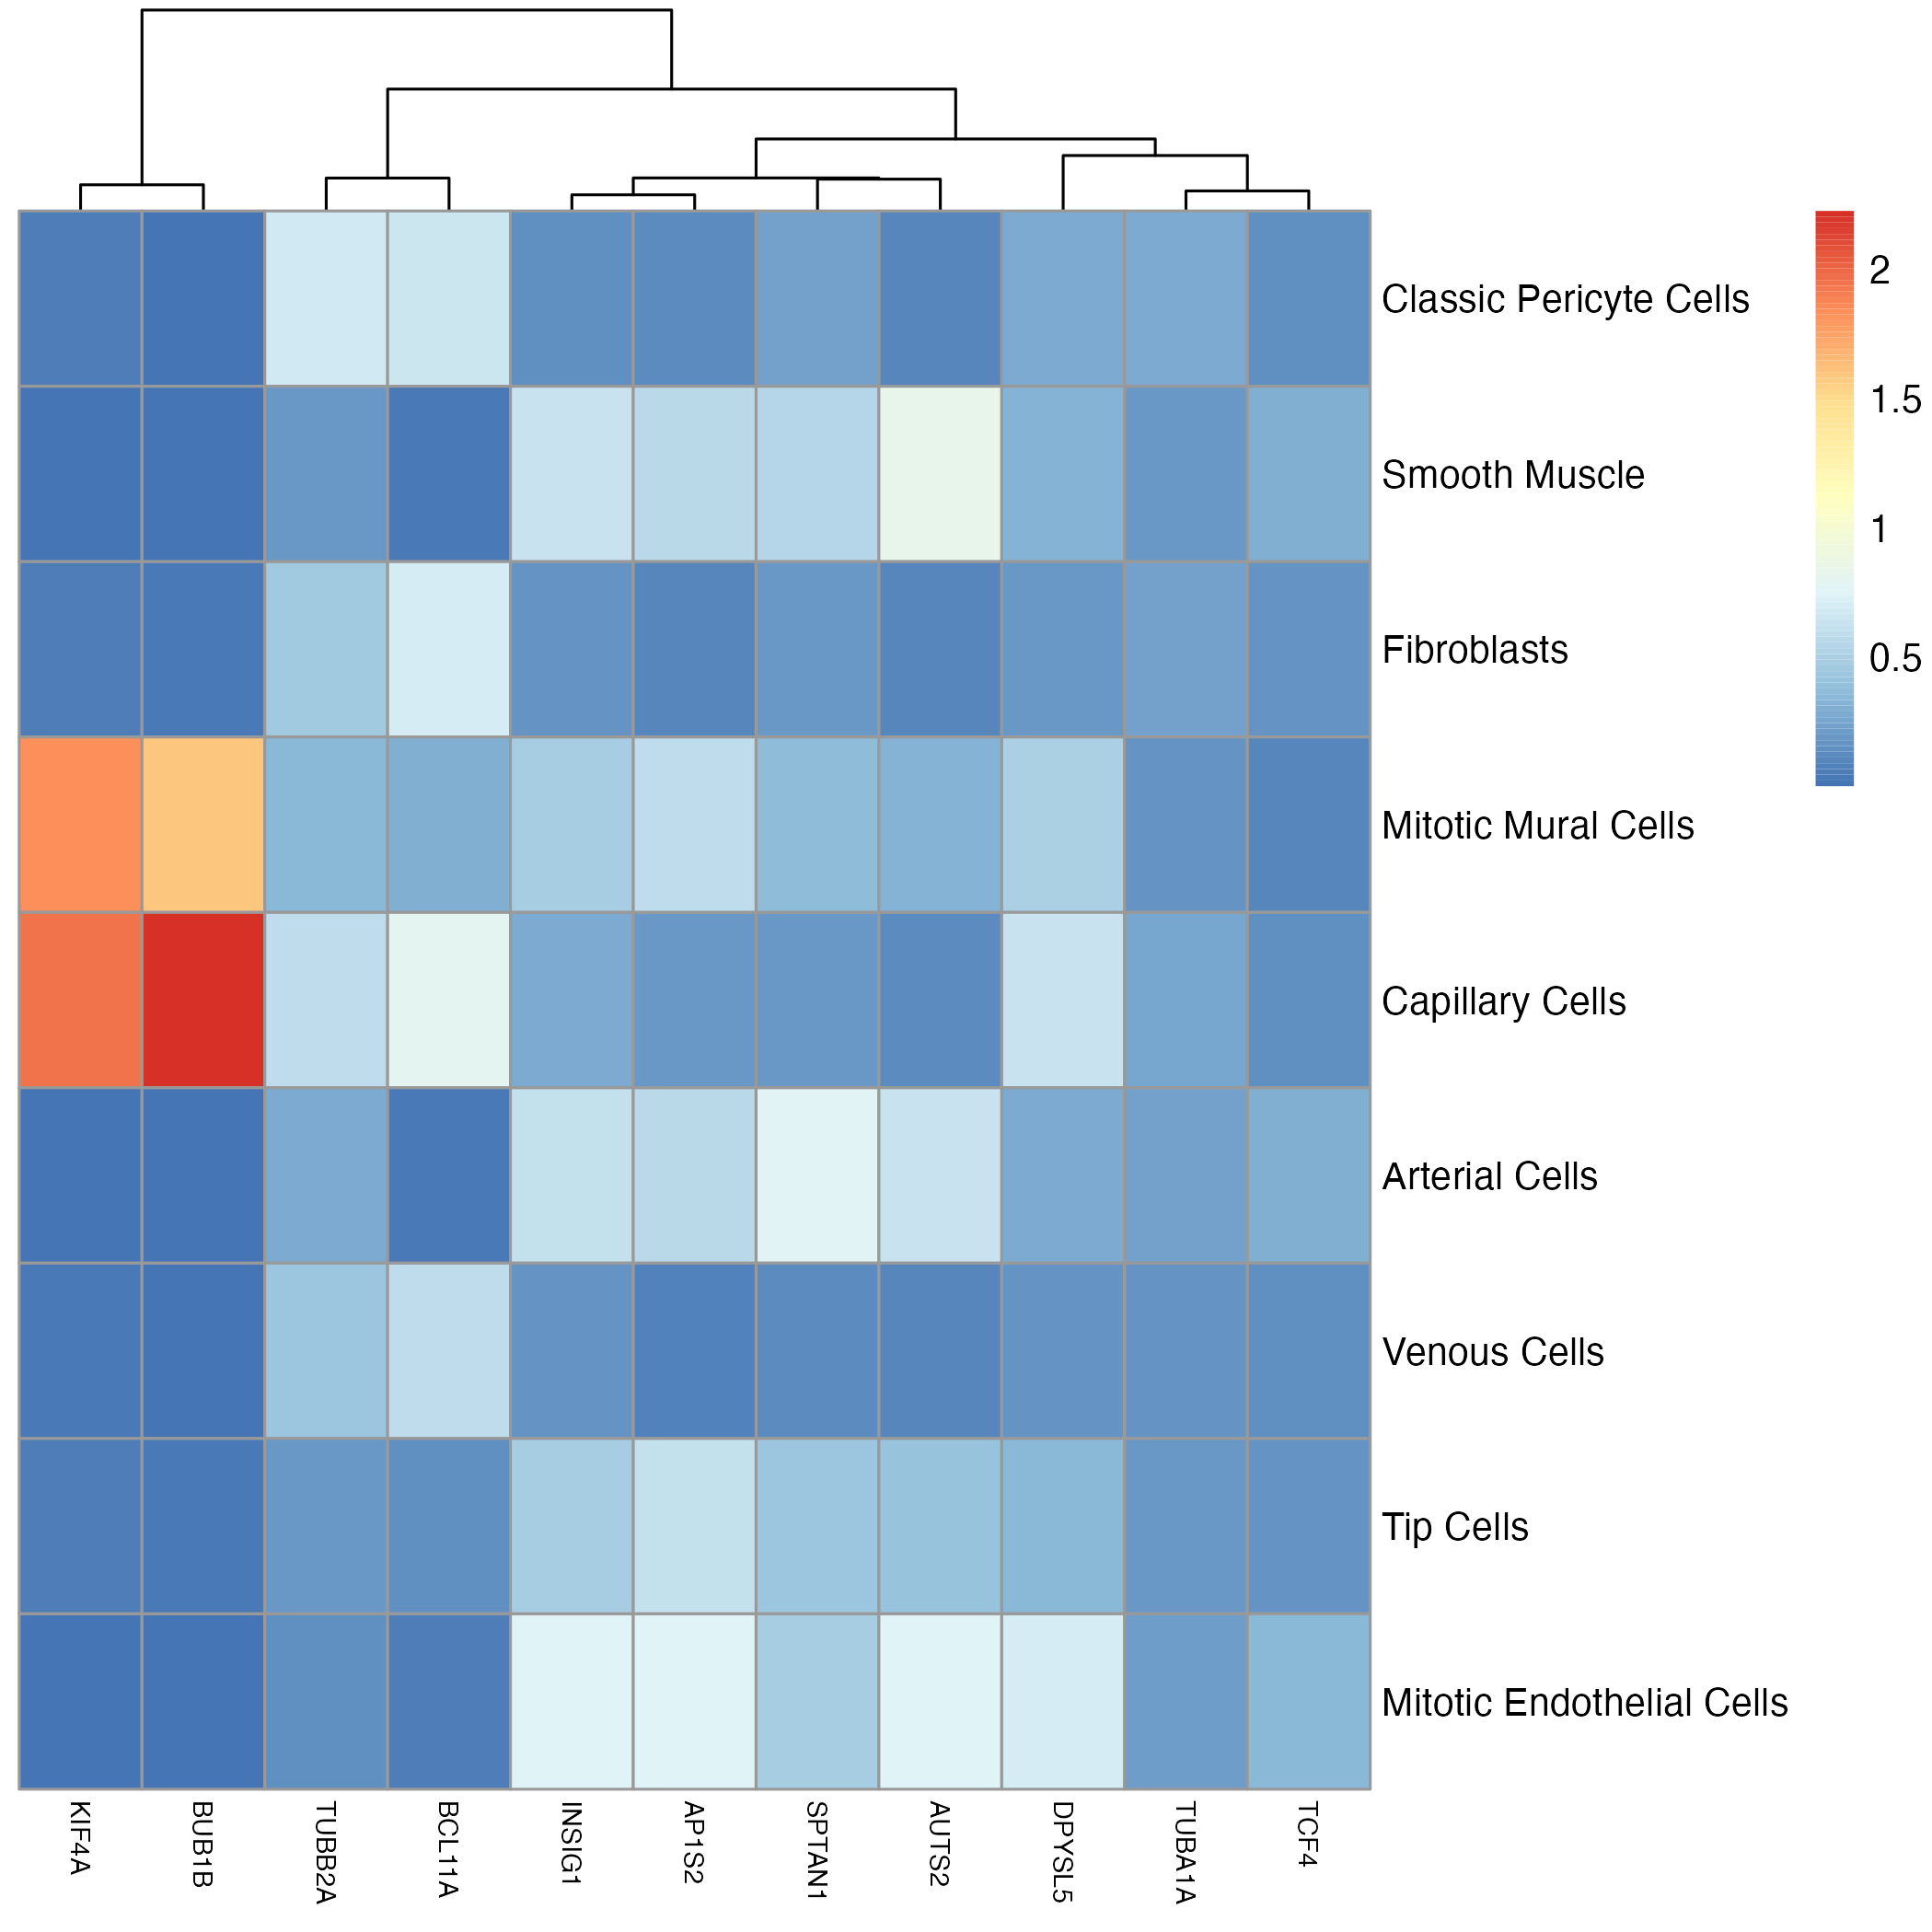 2
1.5
1
0.5
Classic Pericyte Cells
Smooth Muscle
Fibroblasts
Mitotic Mural Cells
Capillary Cells
Arterial Cells
Venous Cells
Tip Cells
Mitotic Endothelial Cells
KIF4A
BUB1B
TUBB2A
BCL11A
INSIG1
AP1S2
SPTAN1
AUTS2
DPYSL5
TUBA1A
TCF4